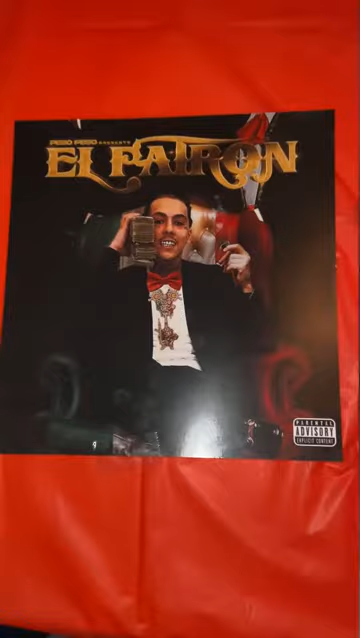 PESO PESO PRESENTS
EL PATRON
PARENTAL
ADVISORY
EXPLICIT CONTENT